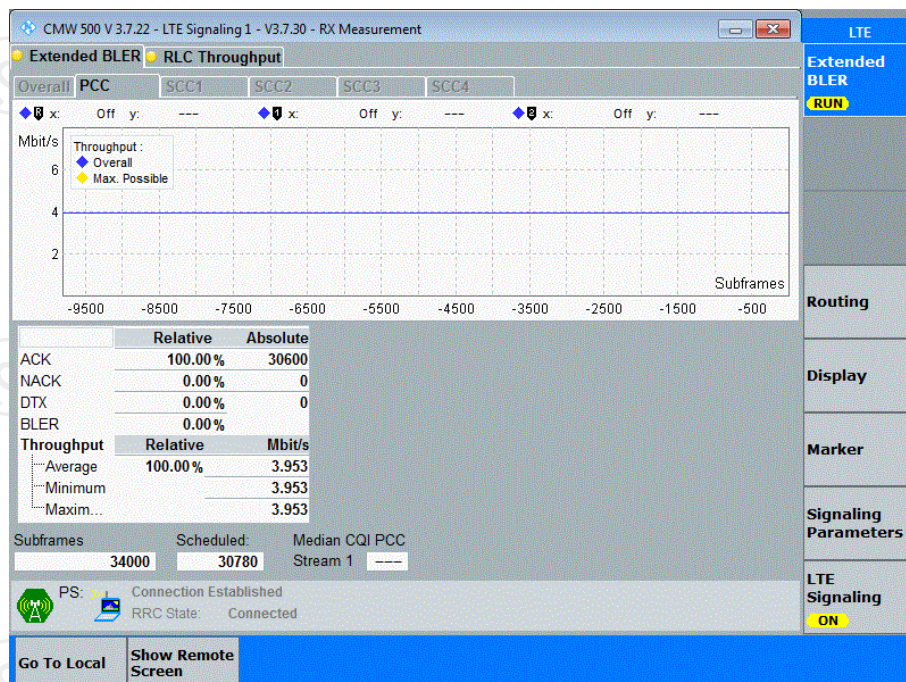 CMW 500 V 3.7.22 - LTE Signaling 1 - V3.7.30 - RX Measurement
Extended BLER RLC Throughput
Overall PCC SCC1 SCC2 SCC3 SCC4
R x: Off y: --- 1 x: Off y: --- 2 x: Off y: ---
Mbit/s
Throughput :
Overall
Max. Possible
6
4
2
Subframes
-9500 -8500 -7500 -6500 -5500 -4500 -3500 -2500 -1500 -500
Relative Absolute
ACK 100.00 % 30600
NACK 0.00 % 0
DTX 0.00 % 0
BLER 0.00 %
Throughput Relative Mbit/s
Average 100.00 % 3.953
Minimum 3.953
Maxim... 3.953
Subframes Scheduled: Median CQI PCC
34000 30780 Stream 1 ---
PS: Connection Established
RRC State: Connected
LTE
Extended
BLER
RUN
Routing
Display
Marker
Signaling
Parameters
LTE
Signaling
ON
Go To Local
Show Remote
Screen